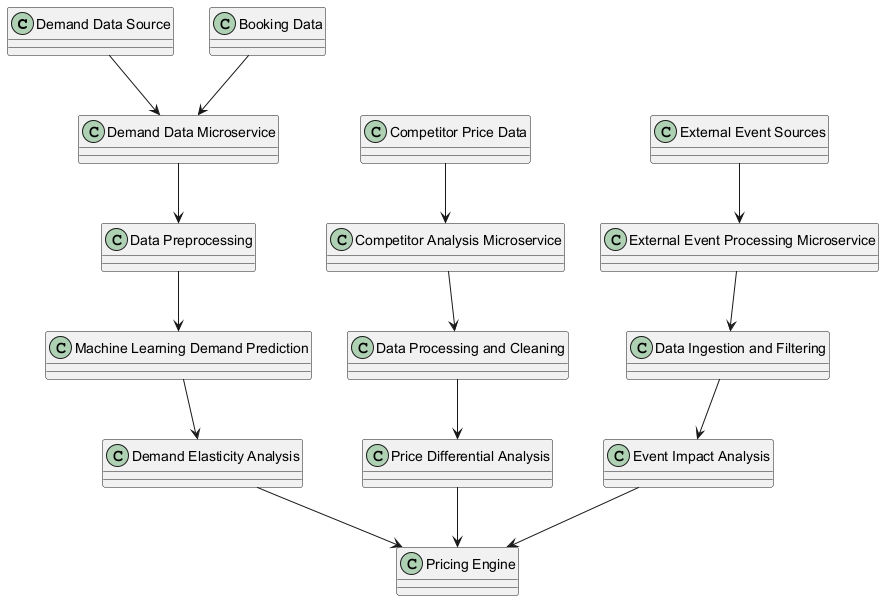 C Demand Data Source
C Booking Data
C Demand Data Microservice
C Competitor Price Data
C External Event Sources
C Data Preprocessing
C Competitor Analysis Microservice
C External Event Processing Microservice
C Machine Learning Demand Prediction
C Data Processing and Cleaning
C Data Ingestion and Filtering
C Demand Elasticity Analysis
C Price Differential Analysis
C Event Impact Analysis
C Pricing Engine